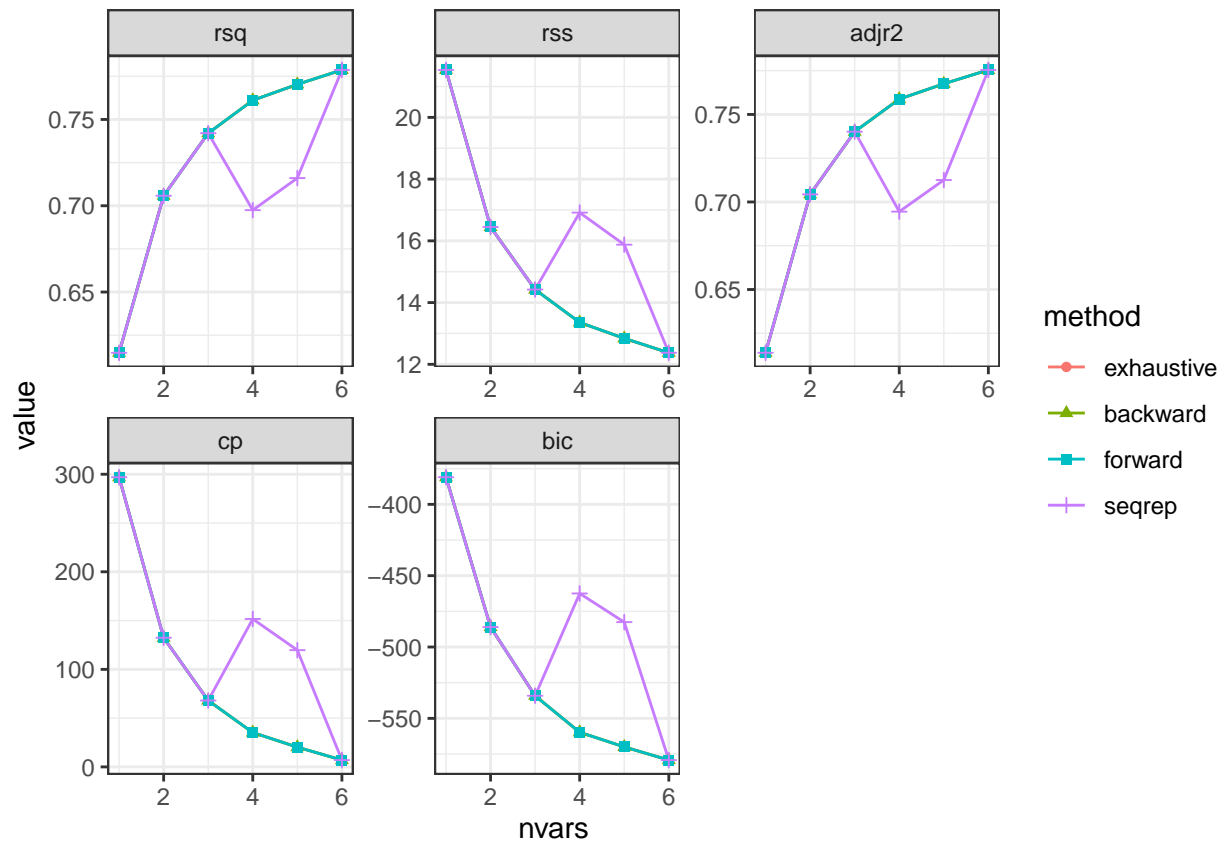 rsq rss adjr2
0.75 0.70 0.65
20 18 16 14 12
0.75 0.70 0.65
2 4 6 2 4 6 2 4 6
cp bic
300 200 100 0
−400 −450 −500 −550
2 4 6 2 4 6
value
nvars
method
exhaustive
backward
forward
seqrep